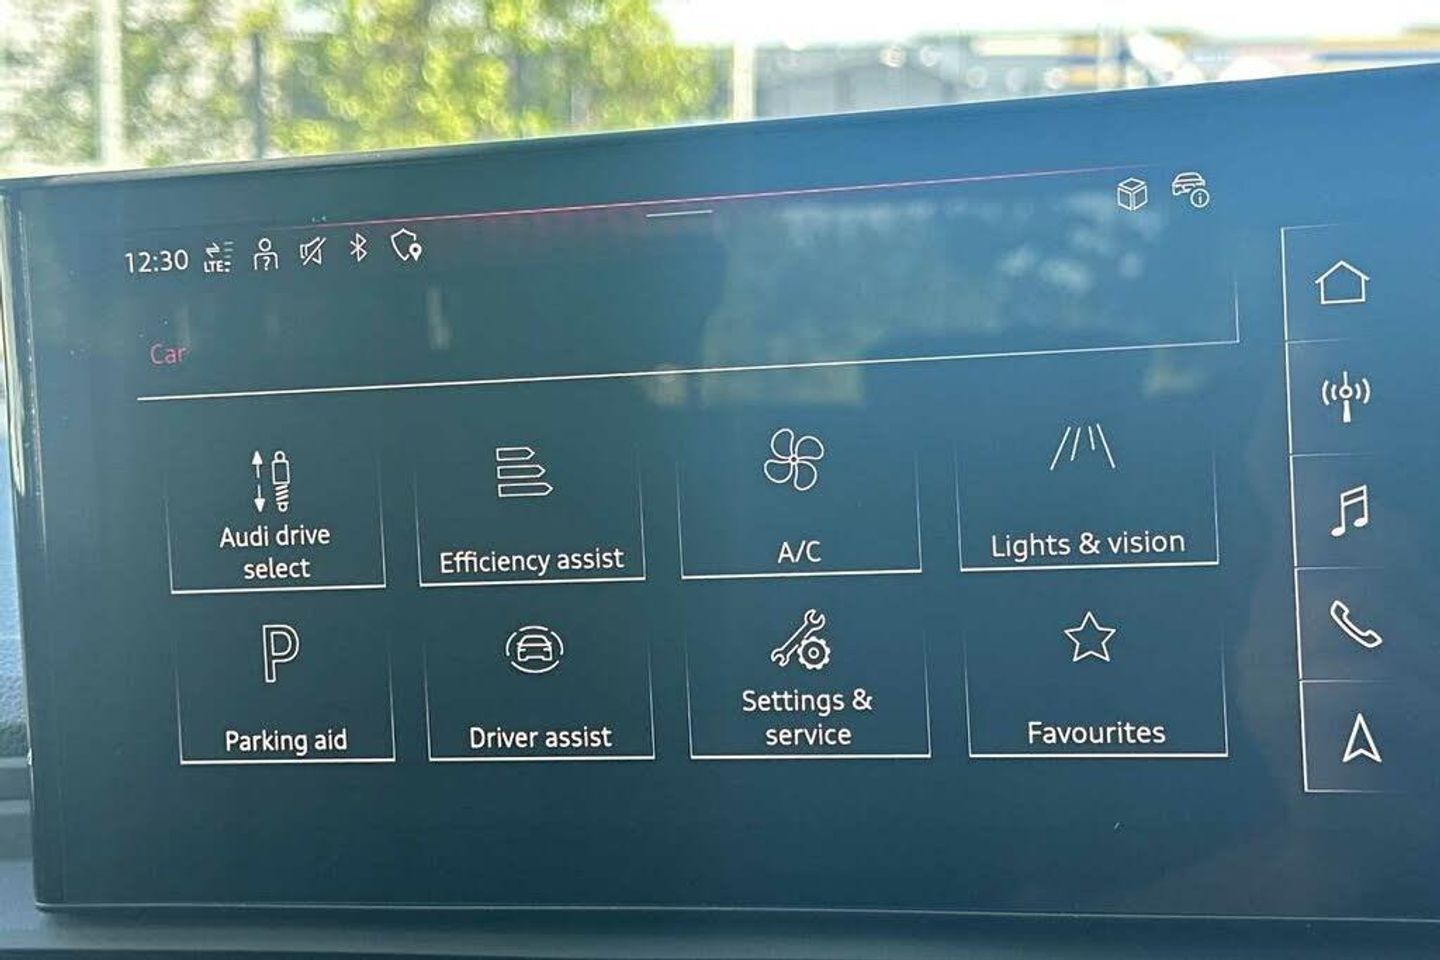 12:30 LTE ?
Car
Audi drive
select
Efficiency assist
A/C
Lights & vision
P
Parking aid
Driver assist
Settings &
service
Favourites